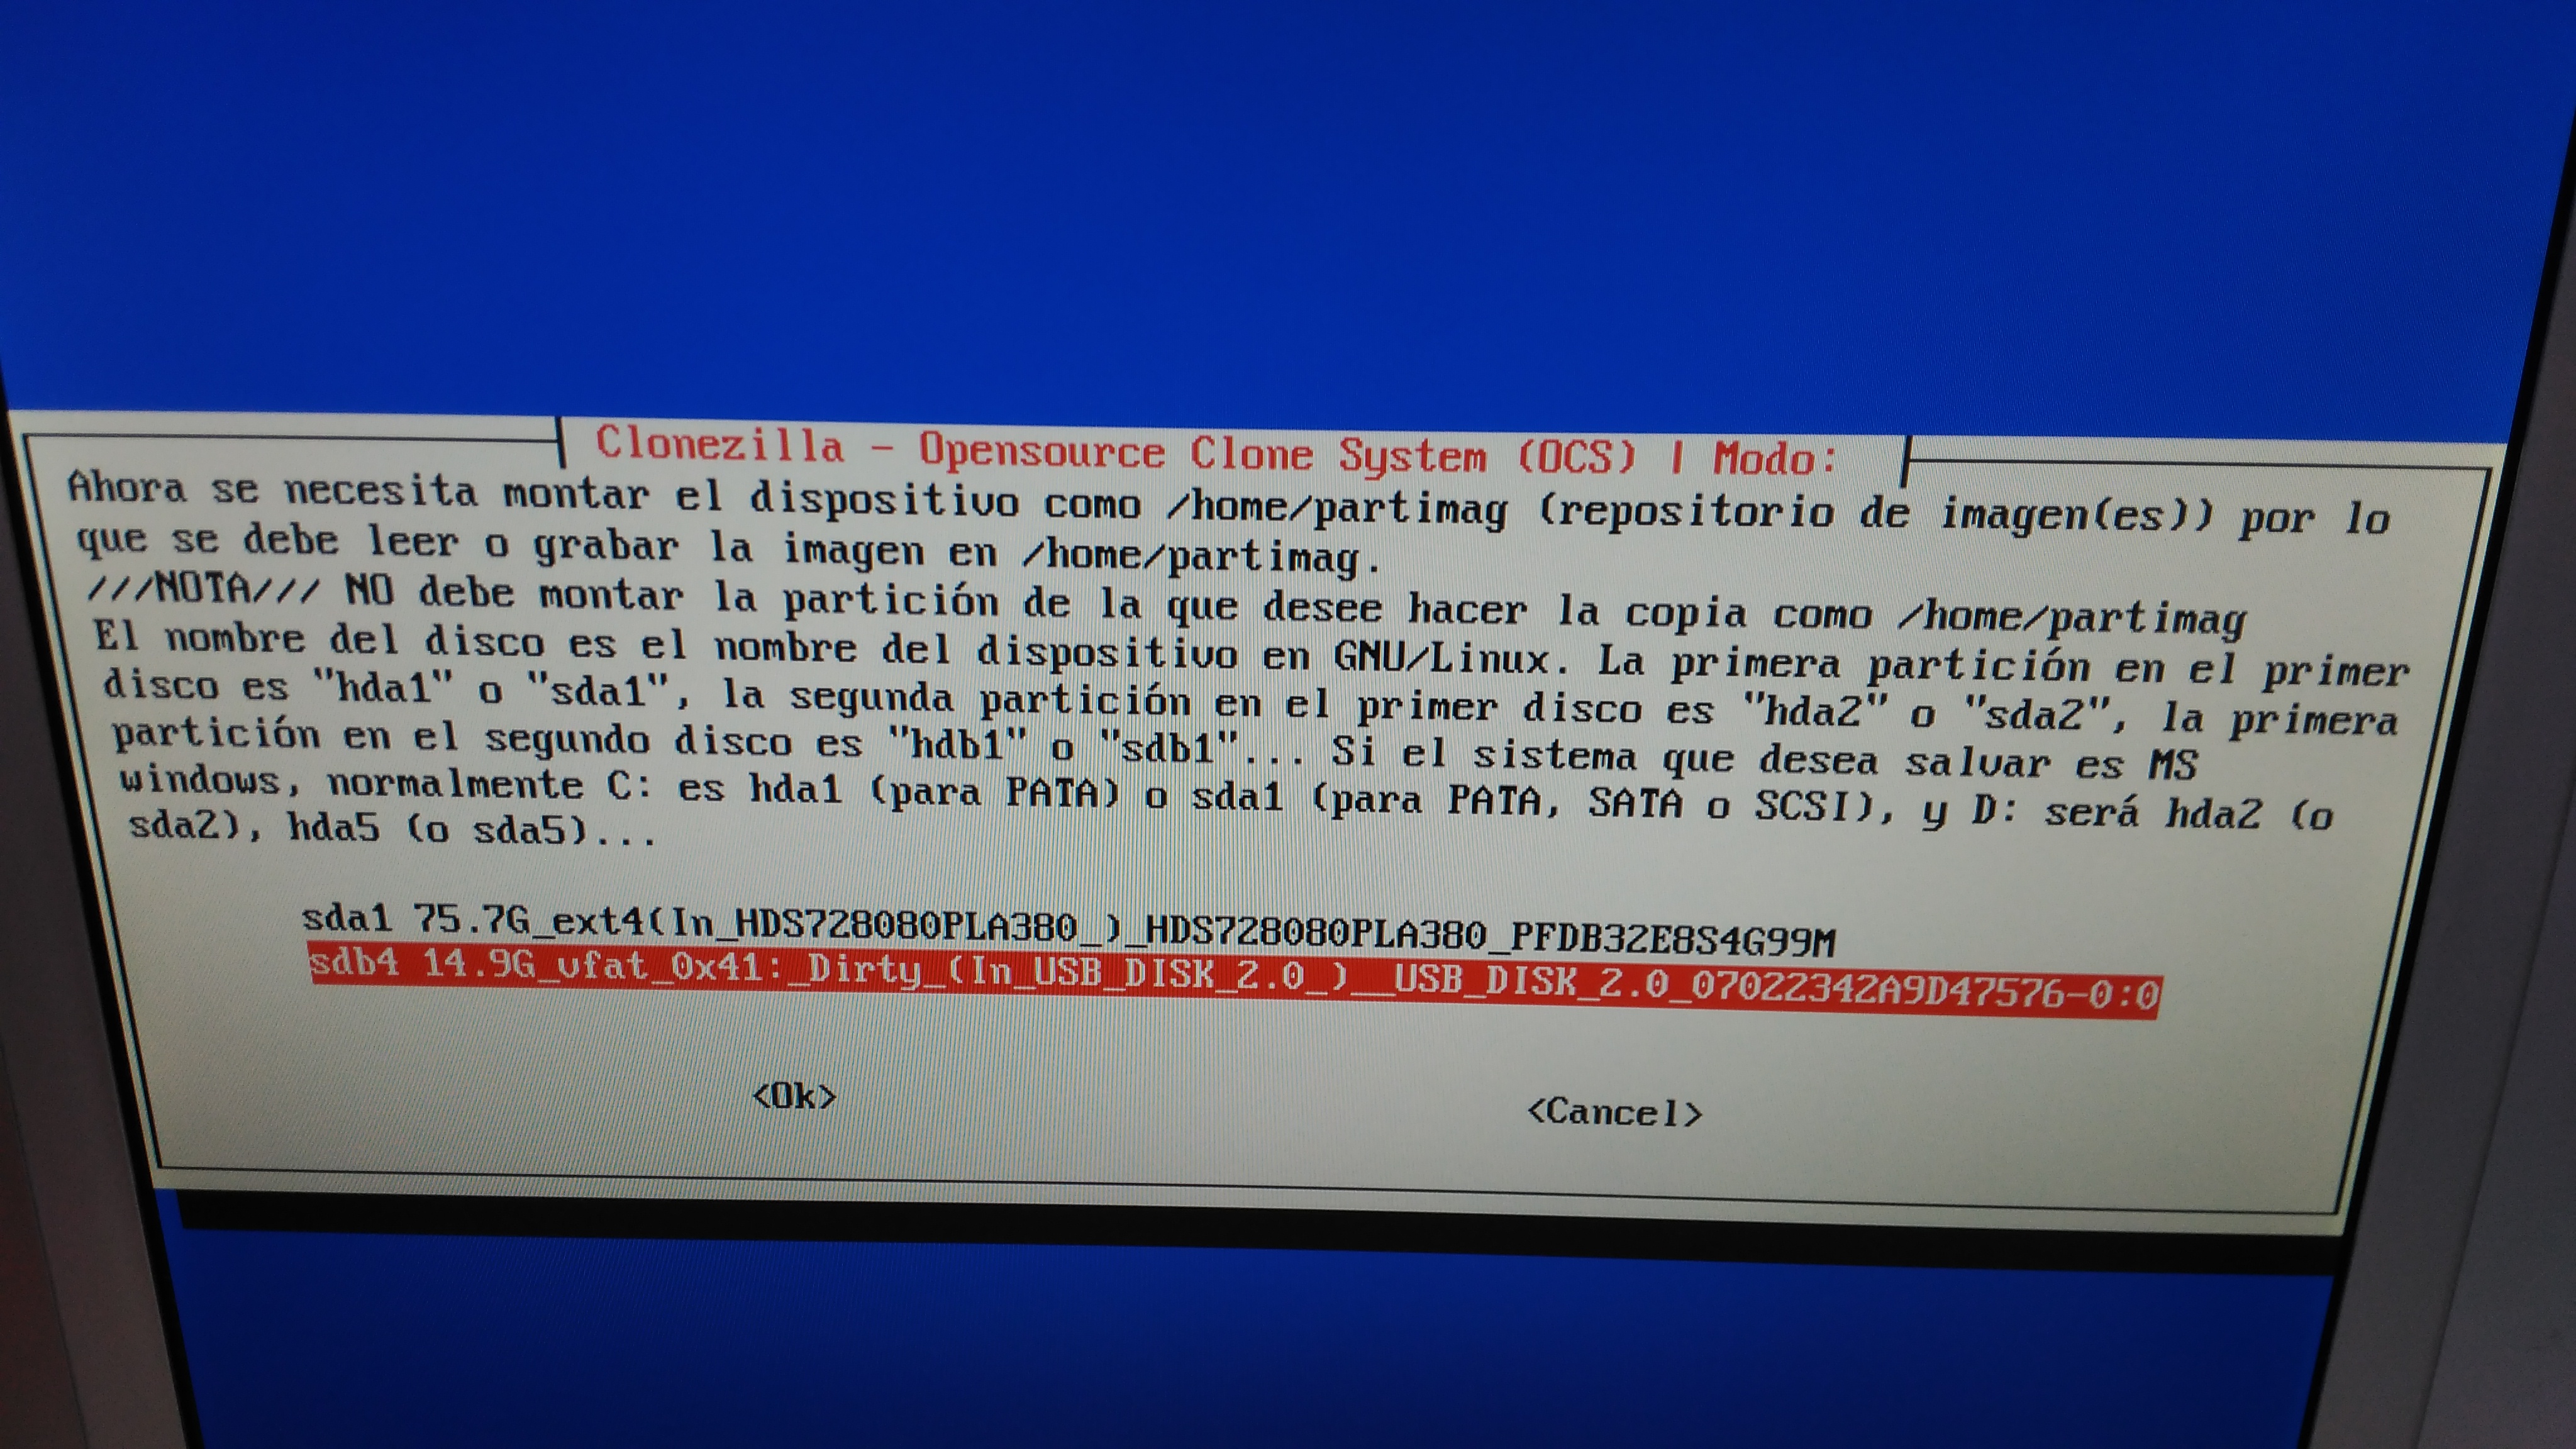 Clonezilla - Opensource Clone System (OCS) | Modo:
Ahora se necesita montar el dispositivo como /home/partimag (repositorio de imagen(es)) por lo
que se debe leer o grabar la imagen en /home/partimag.
///NOTA/// NO debe montar la partición de la que desee hacer la copia como /home/partimag
El nombre del disco es el nombre del dispositivo en GNU/Linux. La primera partición en el primer
disco es "hda1" o "sda1", la segunda partición en el primer disco es "hda2" o "sda2", la primera
partición en el segundo disco es "hdb1" o "sdb1"... Si el sistema que desea salvar es MS
windows, normalmente C: es hda1 (para PATA) o sda1 (para PATA, SATA o SCSI), y D: será hda2 (o
sda2), hda5 (o sda5)...
sda1 75.7G_ext4(In_HDS728080PLA380_)_HDS728080PLA380_PFDB32E8S4G99M
sdb4 14.9G_vfat_0x41:_Dirty_(In_USB_DISK_2.0_)__USB_DISK_2.0_07022342A9D47576-0:0
<Ok>
<Cancel>